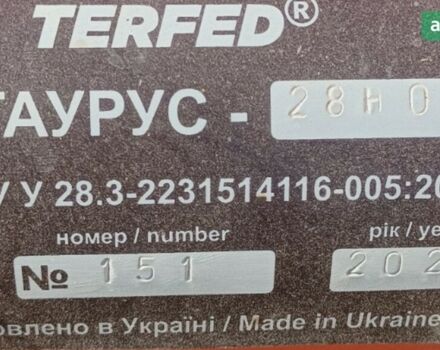 TERFED®
ТАУРУС - 28Н0
У У 28.3-2231514116-005:20
номер / number рік / ye
№ 151 202
овлено в Україні / Made in Ukraine